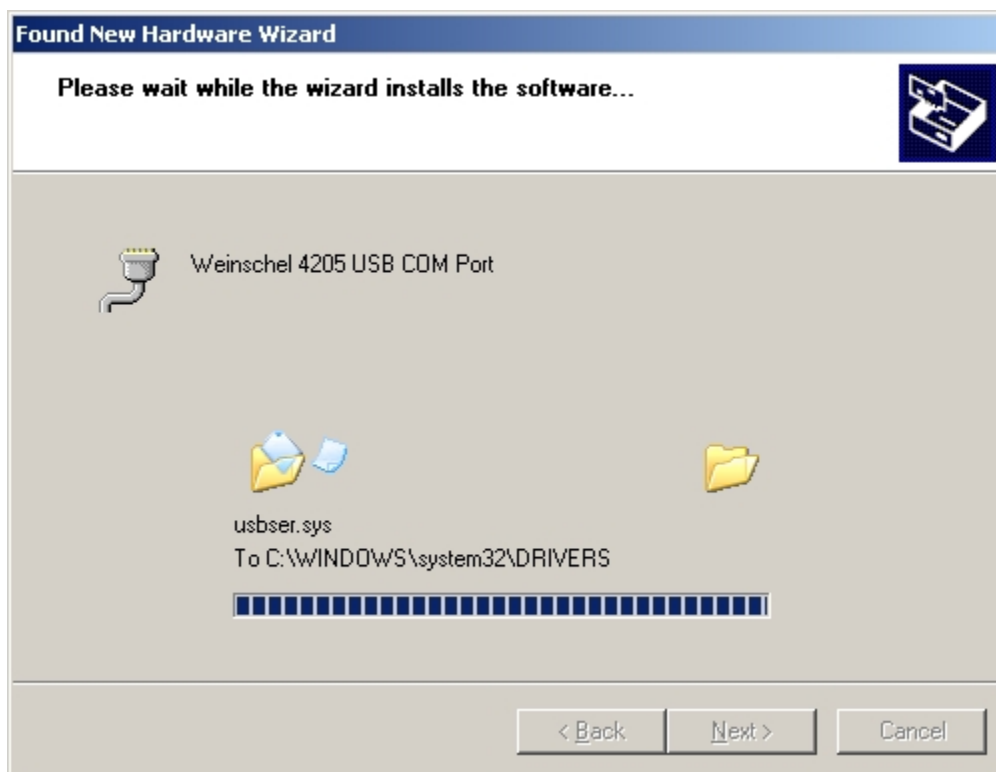 Found New Hardware Wizard
Please wait while the wizard installs the software...
Weinschel 4205 USB COM Port
usbser.sys
To C:\WINDOWS\system32\DRIVERS
< Back
Next >
Cancel